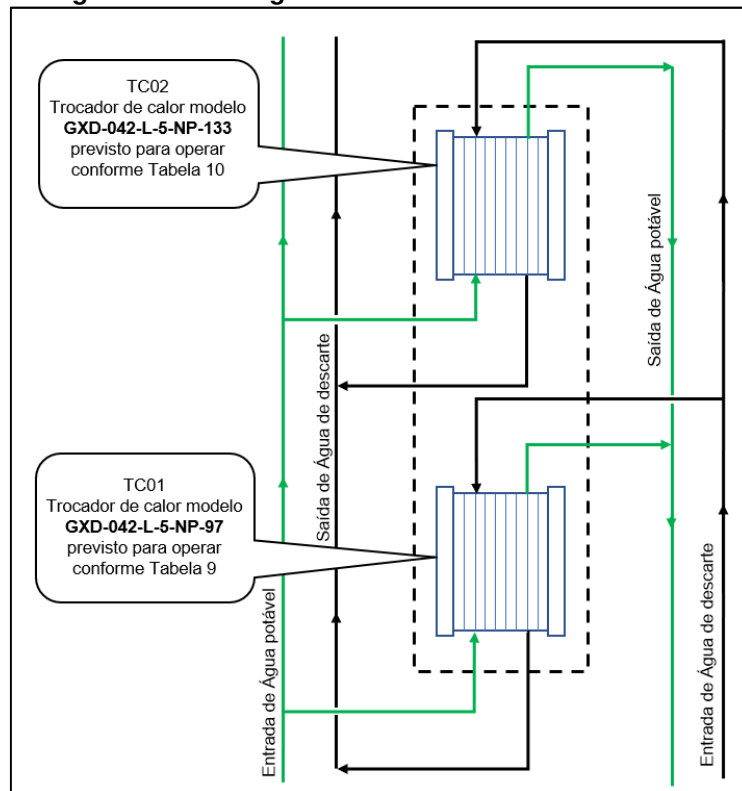 TC02
Trocador de calor modelo
GXD-042-L-5-NP-133
previsto para operar
conforme Tabela 10
Saída de Água potável
Saída de Água de descarte
TC01
Trocador de calor modelo
GXD-042-L-5-NP-97
previsto para operar
conforme Tabela 9
Entrada de Água potável
Entrada de Água de descarte